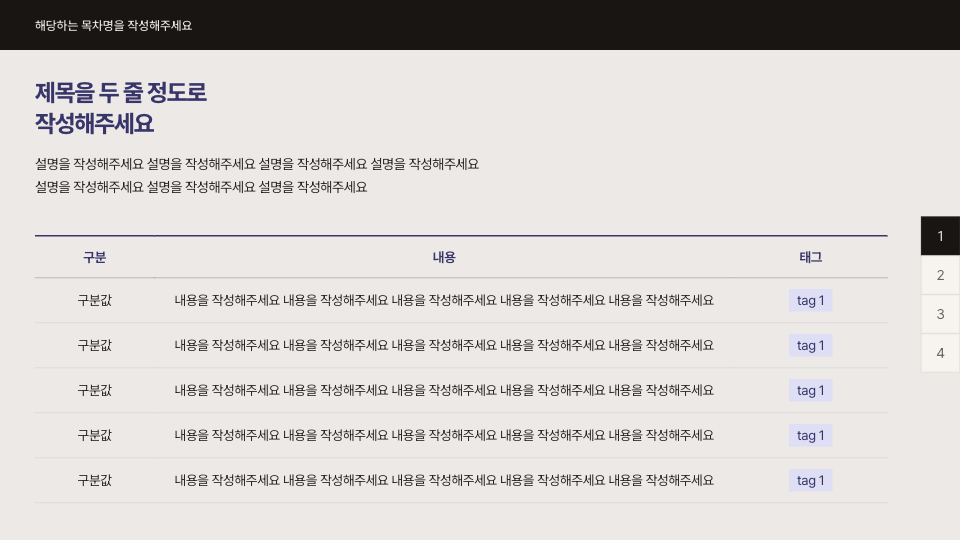 해당하는 목차명을 작성해주세요
제목을 두 줄 정도로
작성해주세요
설명을 작성해주세요 설명을 작성해주세요 설명을 작성해주세요 설명을 작성해주세요
설명을 작성해주세요 설명을 작성해주세요 설명을 작성해주세요
구분 내용 태그
구분값 내용을 작성해주세요 내용을 작성해주세요 내용을 작성해주세요 내용을 작성해주세요 내용을 작성해주세요 tag 1
구분값 내용을 작성해주세요 내용을 작성해주세요 내용을 작성해주세요 내용을 작성해주세요 내용을 작성해주세요 tag 1
구분값 내용을 작성해주세요 내용을 작성해주세요 내용을 작성해주세요 내용을 작성해주세요 내용을 작성해주세요 tag 1
구분값 내용을 작성해주세요 내용을 작성해주세요 내용을 작성해주세요 내용을 작성해주세요 내용을 작성해주세요 tag 1
구분값 내용을 작성해주세요 내용을 작성해주세요 내용을 작성해주세요 내용을 작성해주세요 내용을 작성해주세요 tag 1
1
2
3
4